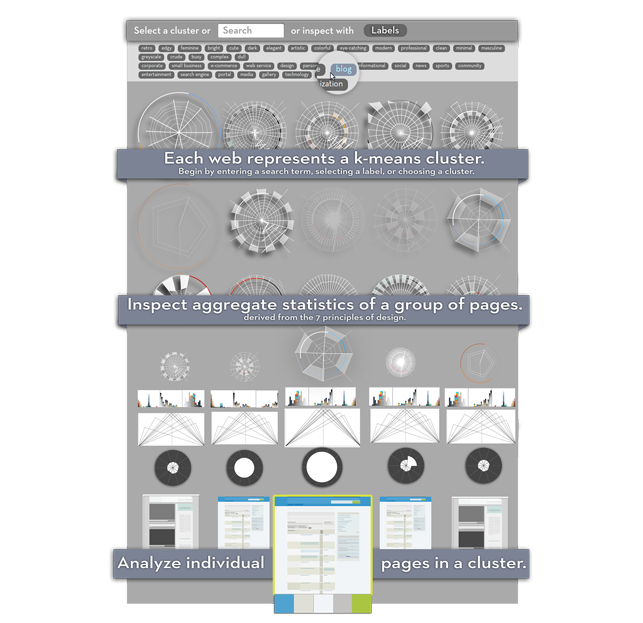 Select a cluster or Search or inspect with Labels
retro edgy feminine bright cute dark elegant artistic colorful eye catching modern professional clean minimal masculine
greyscale crude busy complex dull
corporate small business e-commerce web service design blog informational social news sports community
entertainment search engine portal media gallery technology ization
Each web represents a k-means cluster.
Begin by entering a search term, selecting a label, or choosing a cluster.
Inspect aggregate statistics of a group of pages.
derived from the 7 principles of design.
Analyze individual pages in a cluster.